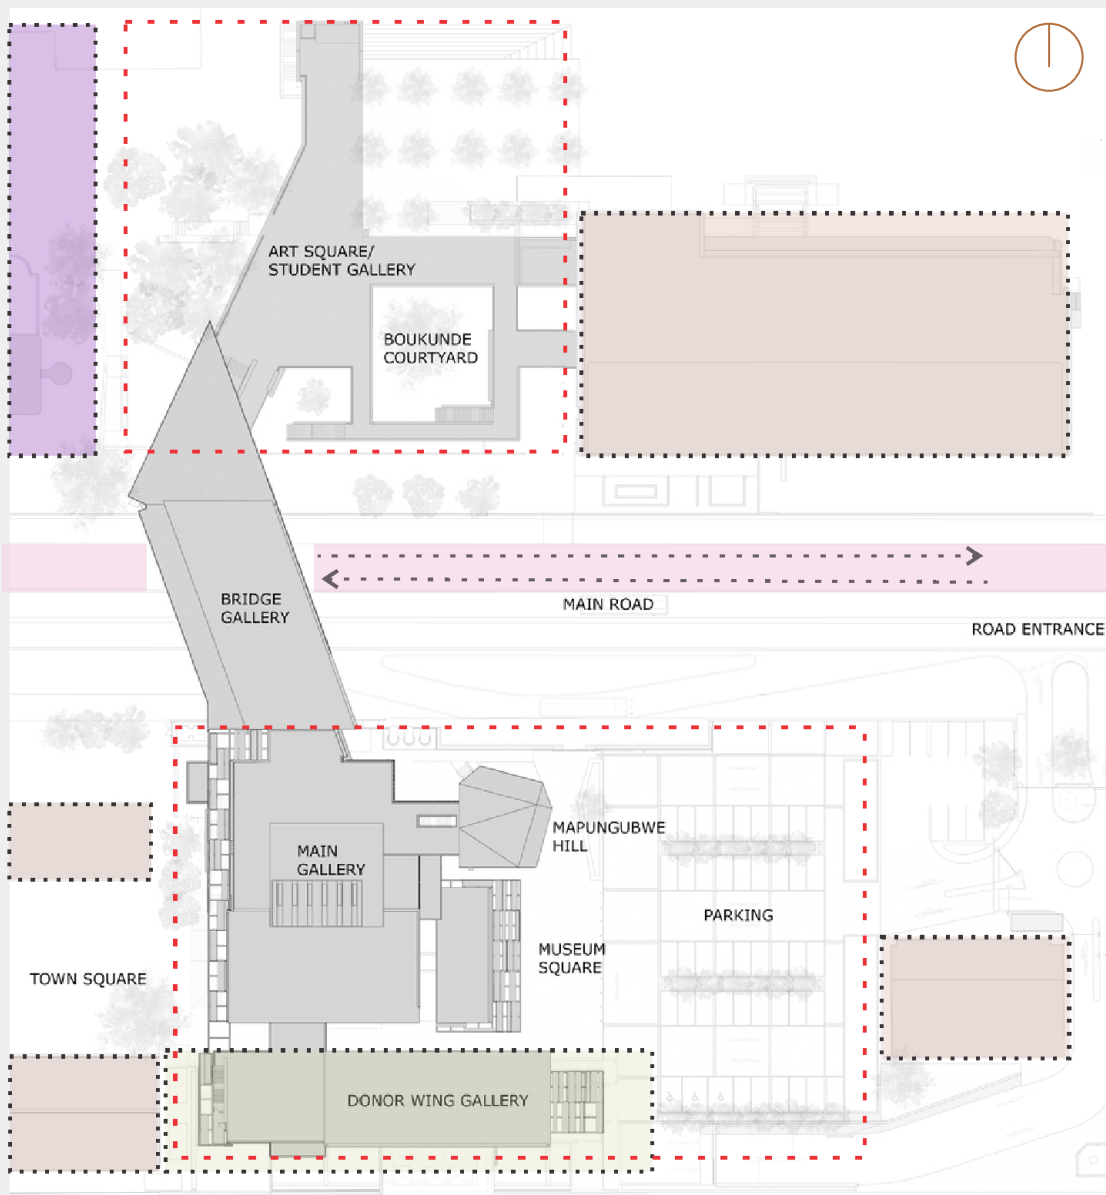 ART SQUARE/
STUDENT GALLERY
BOUKUNDE
COURTYARD
BRIDGE
GALLERY
MAIN ROAD
ROAD ENTRANCE
MAPUNGUBWE
HILL
MAIN
GALLERY
PARKING
MUSEUM
SQUARE
TOWN SQUARE
DONOR WING GALLERY